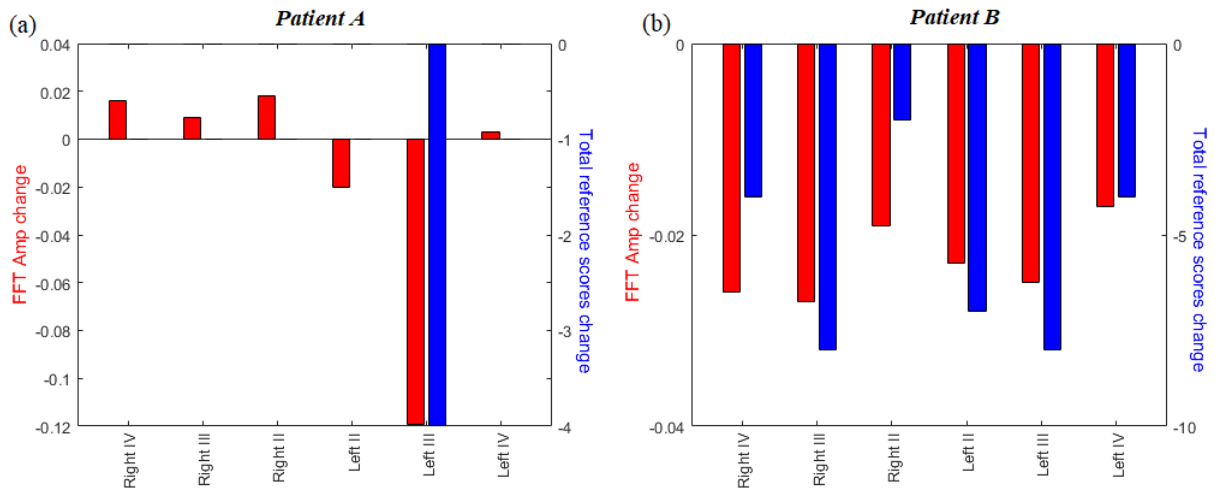 (a)
Patient A
0.04
0.02
0
-0.02
-0.04
-0.06
-0.08
-0.1
-0.12
FFT Amp change
0
-1
-2
-3
-4
Total reference scores change
Right IV
Right III
Right II
Left II
Left III
Left IV
(b)
Patient B
0
-0.02
-0.04
FFT Amp change
0
-5
-10
Total reference scores change
Right IV
Right III
Right II
Left II
Left III
Left IV